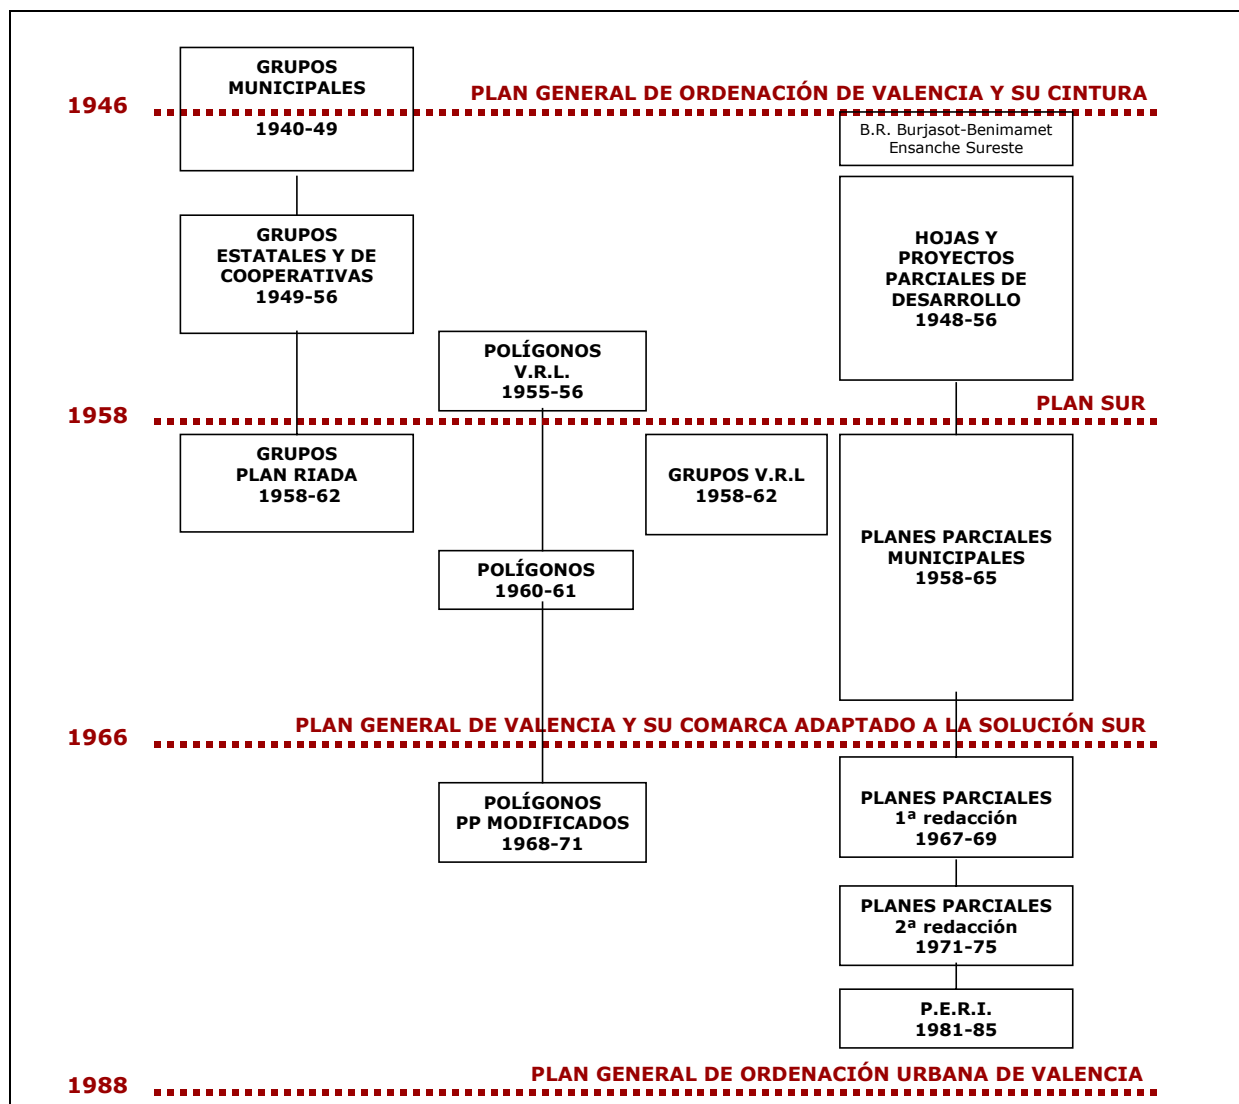 GRUPOS
MUNICIPALES
1940-49
1946
PLAN GENERAL DE ORDENACIÓN DE VALENCIA Y SU CINTURA
B.R. Burjasot-Benimamet
Ensanche Sureste
GRUPOS
ESTATALES Y DE
COOPERATIVAS
1949-56
HOJAS Y
PROYECTOS
PARCIALES DE
DESARROLLO
1948-56
POLÍGONOS
V.R.L.
1955-56
1958
PLAN SUR
GRUPOS
PLAN RIADA
1958-62
GRUPOS V.R.L
1958-62
PLANES PARCIALES
MUNICIPALES
1958-65
POLÍGONOS
1960-61
1966
PLAN GENERAL DE VALENCIA Y SU COMARCA ADAPTADO A LA SOLUCIÓN SUR
POLÍGONOS
PP MODIFICADOS
1968-71
PLANES PARCIALES
1ª redacción
1967-69
PLANES PARCIALES
2ª redacción
1971-75
P.E.R.I.
1981-85
1988
PLAN GENERAL DE ORDENACIÓN URBANA DE VALENCIA